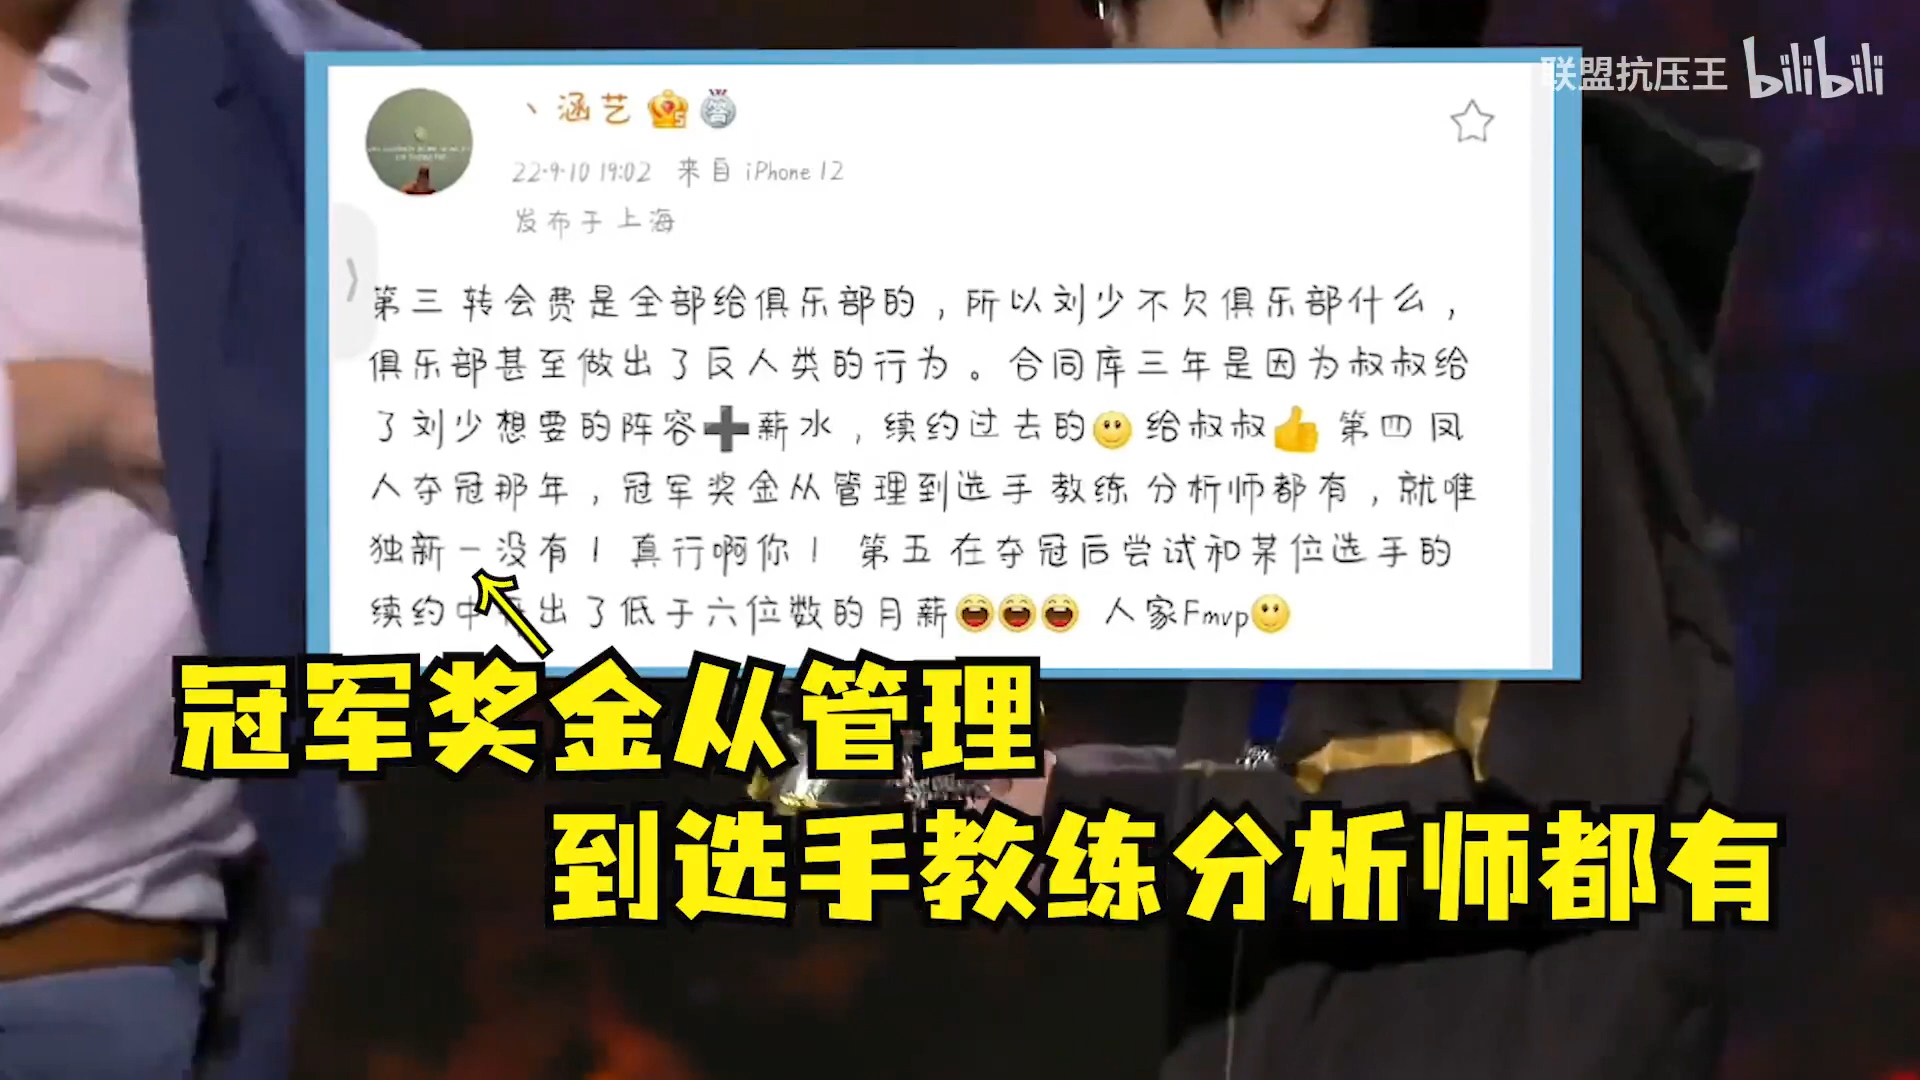 联盟抗压王 bilibili
丶涵艺 5 答
22-9-10 19:02 来自 iPhone 12
发布于 上海
第三 转会费是全部给俱乐部的，所以刘少不欠俱乐部什么，
俱乐部甚至做出了反人类的行为。合同库三年是因为叔叔给
了刘少想要的阵容➕薪水，续约过去的🙂给叔叔👍 第四 凤
人夺冠那年，冠军奖金从管理到选手 教练 分析师都有，就唯
独新一没有！真行啊你！ 第五 在夺冠后尝试和某位选手的
续约中 出了低于六位数的月薪😄😄😄 人家Fmvp🙂
冠军奖金从管理
到选手教练分析师都有